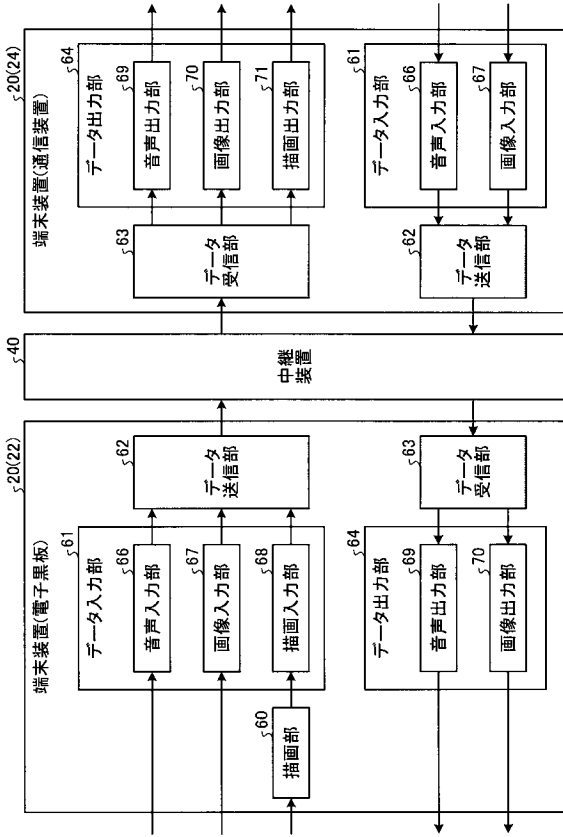 20(22)
端末装置(電子黒板)
61
データ入力部
66
音声入力部
67
画像入力部
68
描画入力部
60
描画部
62
データ
送信部
64
データ出力部
69
音声出力部
70
画像出力部
63
データ
受信部
40
中継
装置
20(24)
端末装置(通信装置)
63
データ
受信部
64
データ出力部
69
音声出力部
70
画像出力部
71
描画出力部
62
データ
送信部
61
データ入力部
66
音声入力部
67
画像入力部